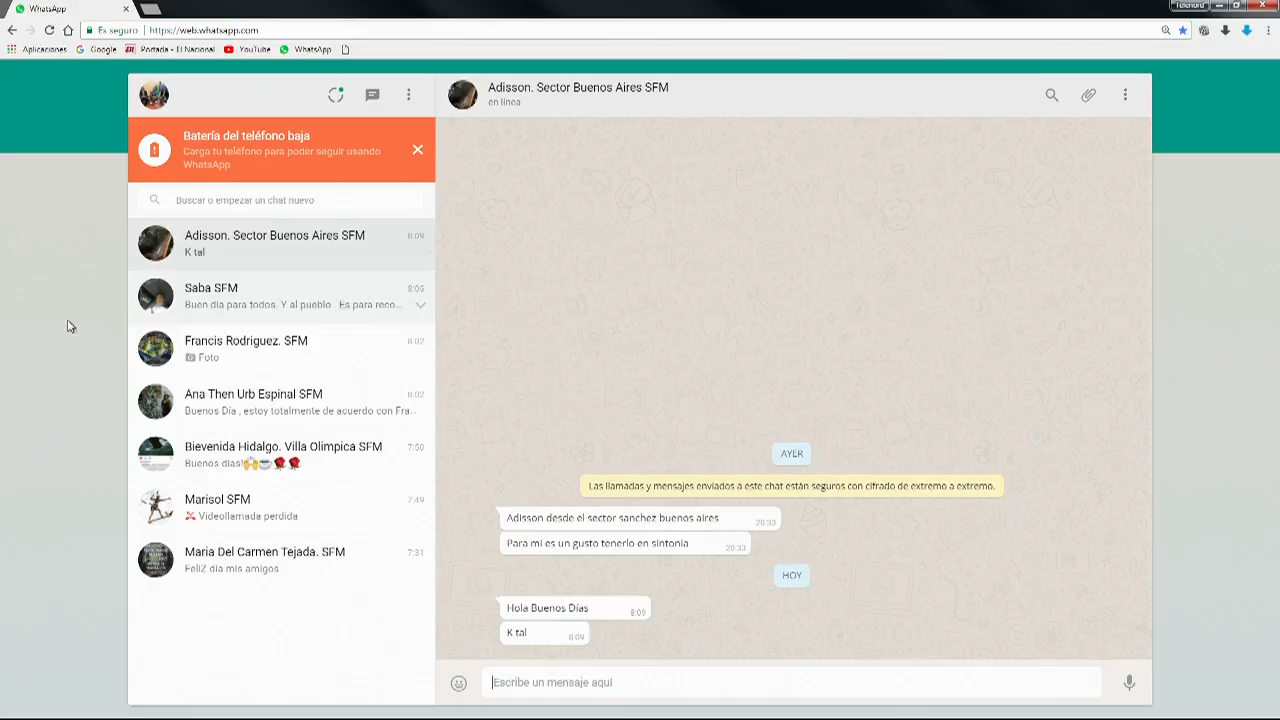 WhatsApp
Telenord
Es seguro https://web.whatsapp.com
Aplicaciones Google Portada - El Nacional YouTube WhatsApp
Batería del teléfono baja
Carga tu teléfono para poder seguir usando
WhatsApp
Buscar o empezar un chat nuevo
Adisson. Sector Buenos Aires SFM 8:09
K tal
Saba SFM 8:05
Buen día para todos. Y al pueblo Es para reco...
Francis Rodriguez. SFM 8:02
Foto
Ana Then Urb Espinal SFM 8:02
Buenos Día , estoy totalmente de acuerdo con Fra...
Bievenida Hidalgo. Villa Olimpica SFM 7:50
Buenos dias!🙌☕🌹🌹
Marisol SFM 7:49
Videollamada perdida
Maria Del Carmen Tejada. SFM 7:31
FeliZ día mis amigos
Adisson. Sector Buenos Aires SFM
en línea
AYER
Las llamadas y mensajes enviados a este chat están seguros con cifrado de extremo a extremo.
Adisson desde el sector sanchez buenos aires 20:33
Para mi es un gusto tenerlo en sintonía 20:33
HOY
Hola Buenos Días 8:09
K tal 8:09
Escribe un mensaje aquí